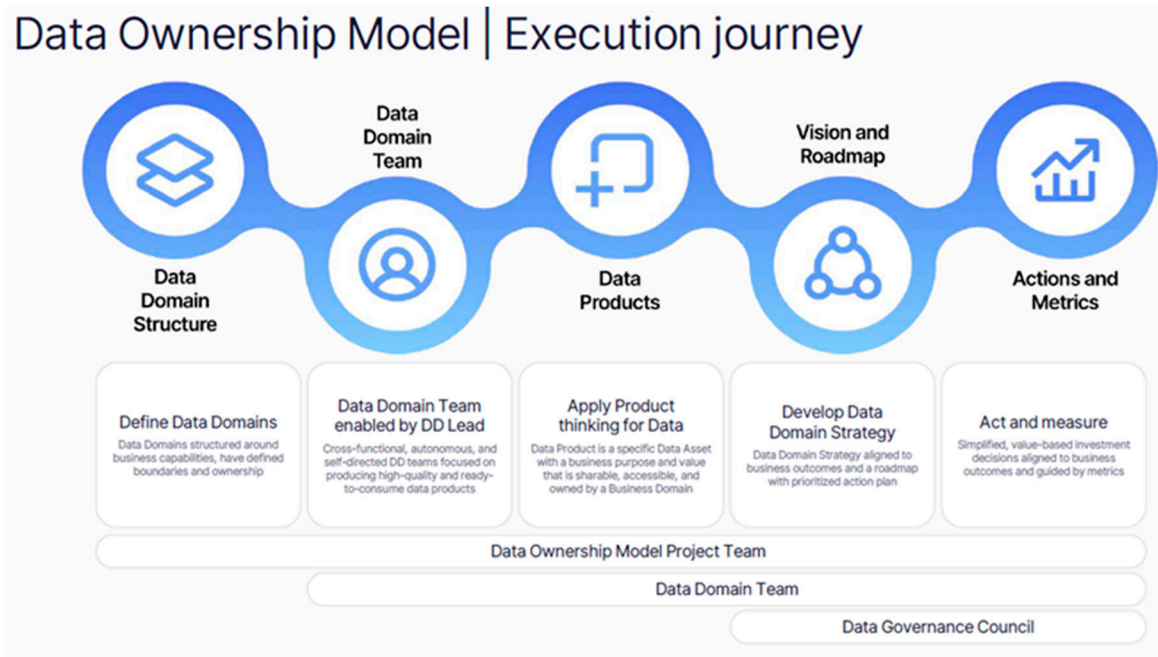 Data Ownership Model | Execution journey
Data
Domain
Structure
Data
Domain
Team
Data
Products
Vision and
Roadmap
Actions and
Metrics
Define Data Domains
Data Domains structured around
business capabilities, have defined
boundaries and ownership
Data Domain Team
enabled by DD Lead
Cross-functional, autonomous, and
self-directed DD teams focused on
producing high-quality and ready-
to-consume data products
Apply Product
thinking for Data
Data Product is a specific Data Asset
with a business purpose and value
that is sharable, accessible, and
owned by a Business Domain
Develop Data
Domain Strategy
Data Domain Strategy aligned to
business outcomes and a roadmap
with prioritized action plan
Act and measure
Simplified, value-based investment
decisions aligned to business
outcomes and guided by metrics
Data Ownership Model Project Team
Data Domain Team
Data Governance Council